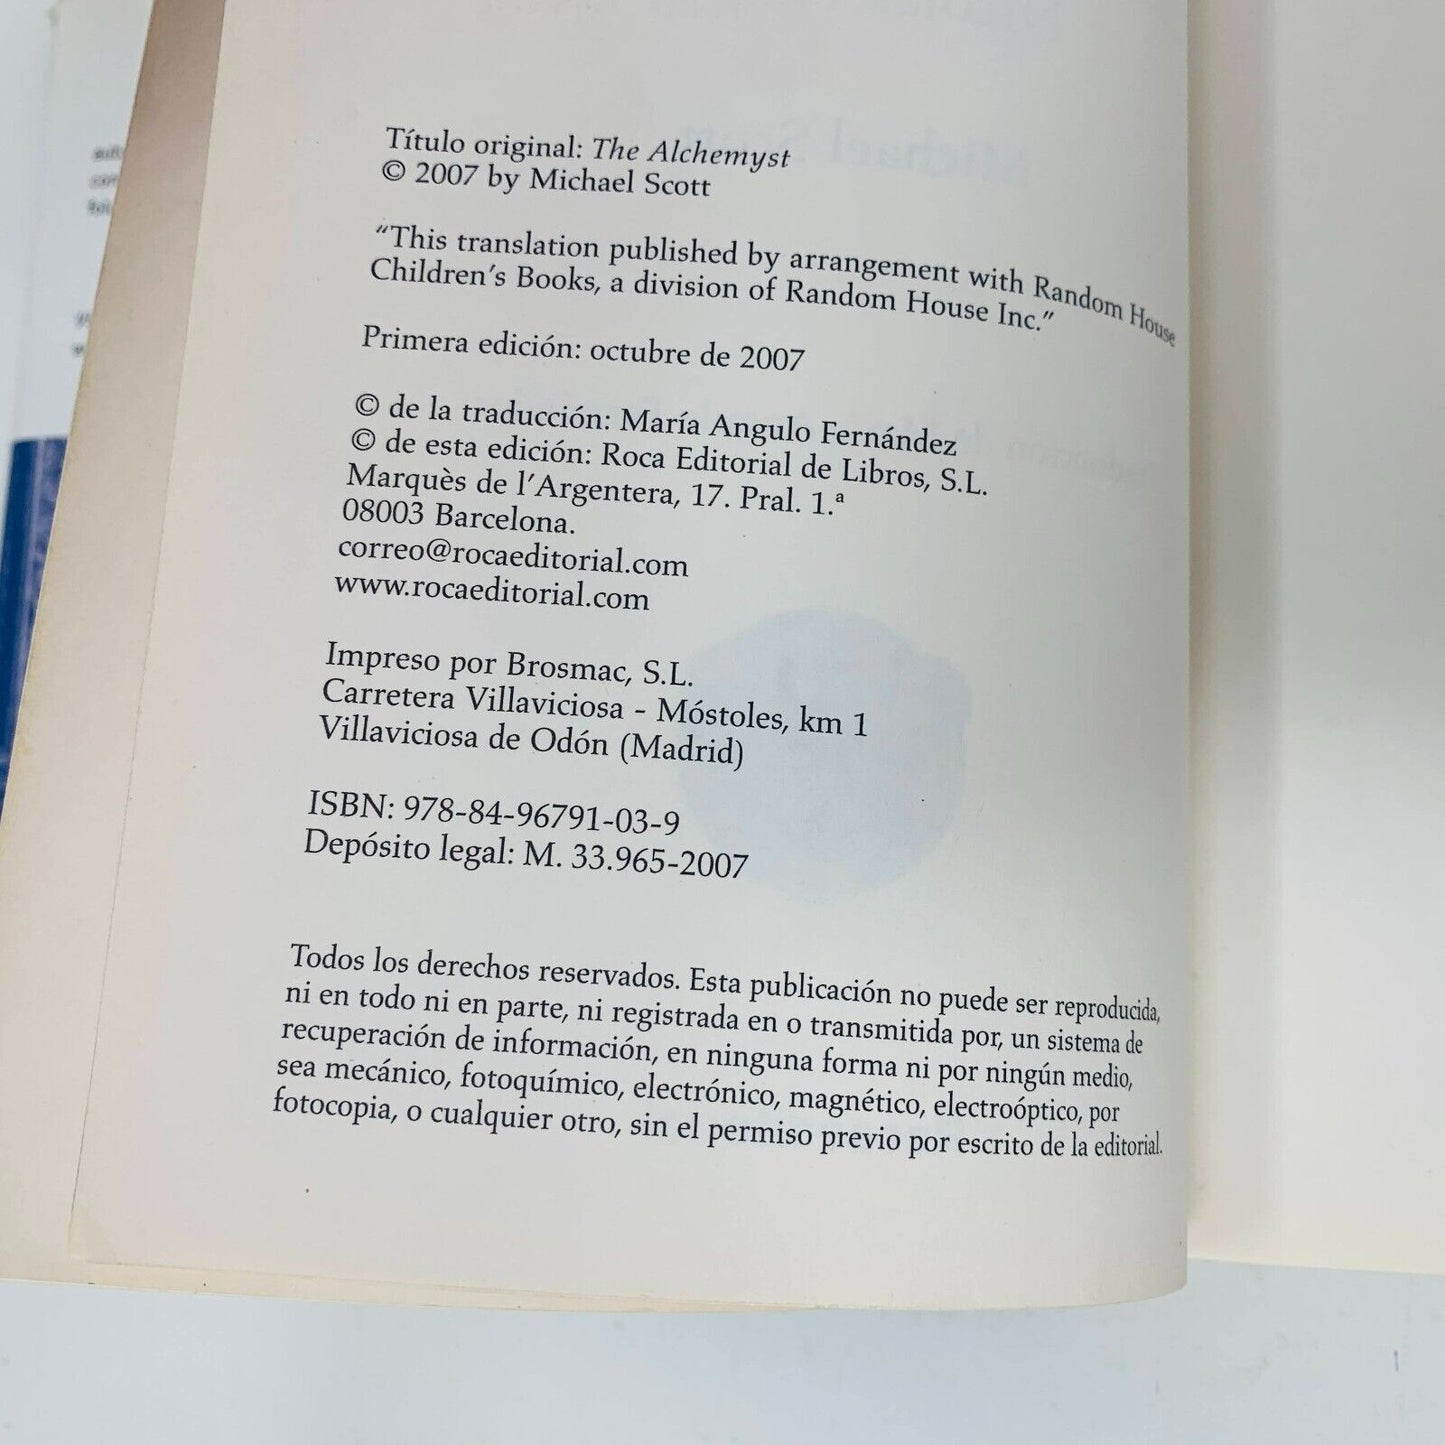 Título original: The Alchemyst
© 2007 by Michael Scott
“This translation published by arrangement with Random House
Children’s Books, a division of Random House Inc.”
Primera edición: octubre de 2007
© de la traducción: María Angulo Fernández
© de esta edición: Roca Editorial de Libros, S.L.
Marquès de l’Argentera, 17. Pral. 1.ª
08003 Barcelona.
correo@rocaeditorial.com
www.rocaeditorial.com
Impreso por Brosmac, S.L.
Carretera Villaviciosa - Móstoles, km 1
Villaviciosa de Odón (Madrid)
ISBN: 978-84-96791-03-9
Depósito legal: M. 33.965-2007
Todos los derechos reservados. Esta publicación no puede ser reproducida,
ni en todo ni en parte, ni registrada en o transmitida por, un sistema de
recuperación de información, en ninguna forma ni por ningún medio,
sea mecánico, fotoquímico, electrónico, magnético, electroóptico, por
fotocopia, o cualquier otro, sin el permiso previo por escrito de la editorial.